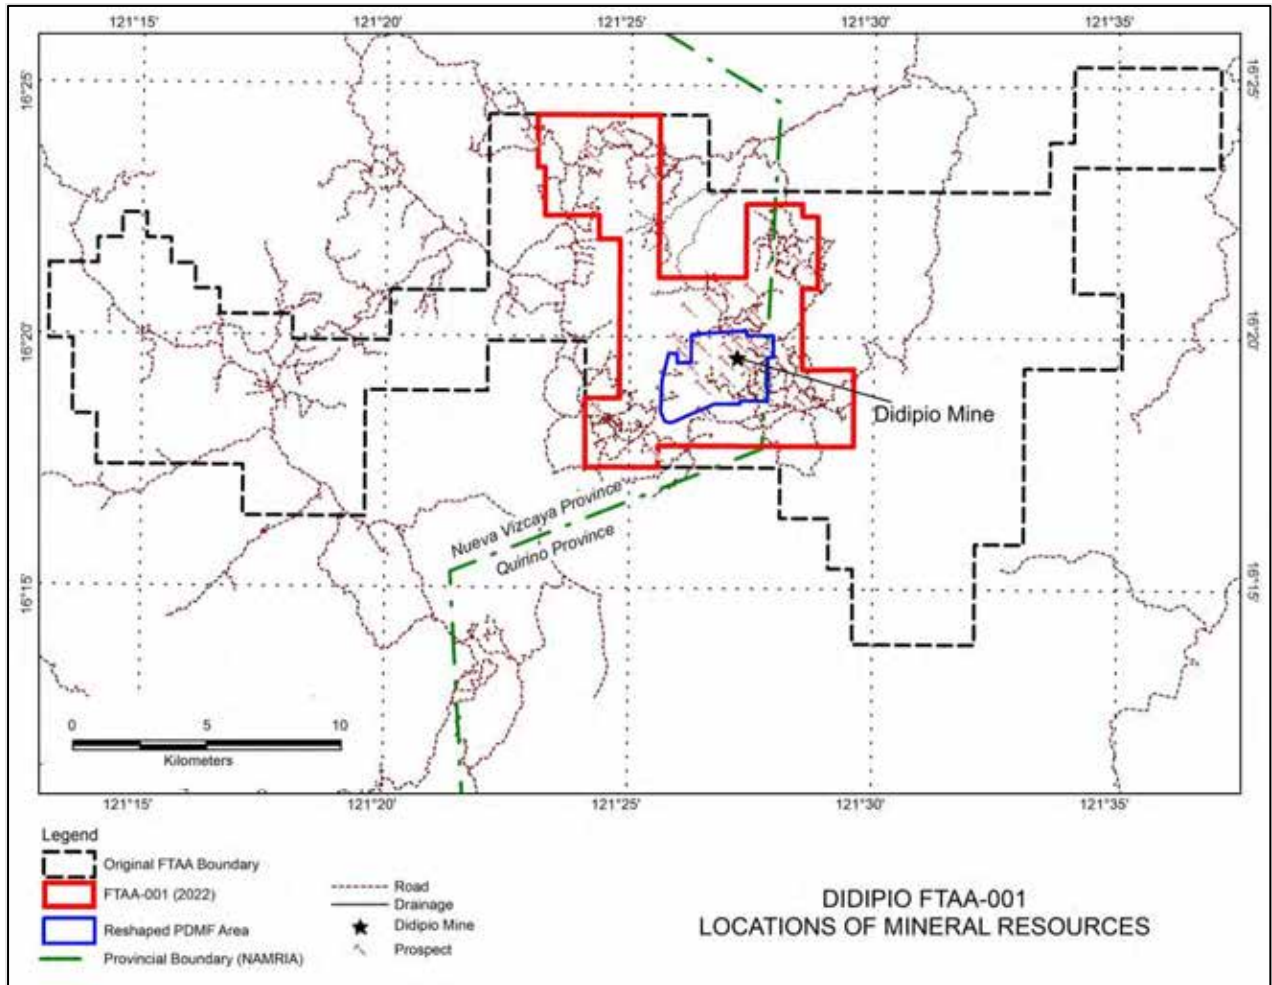 121°15' 121°20' 121°25' 121°30' 121°35'
16°25' 16°25'
16°20' 16°20'
Didipio Mine
Nueva Vizcaya Province
Quirino Province
16°15' 16°15'
0 5 10
Kilometers
121°15' 121°20' 121°25' 121°30' 121°35'
Legend
Original FTAA Boundary
FTAA-001 (2022)
Reshaped PDMF Area
Provincial Boundary (NAMRIA)
Road
Drainage
Didipio Mine
Prospect
DIDIPIO FTAA-001
LOCATIONS OF MINERAL RESOURCES